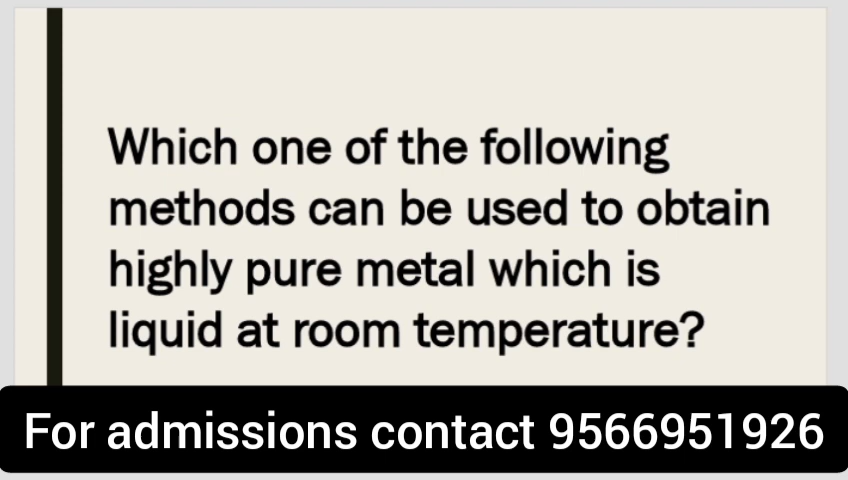 Which one of the following
methods can be used to obtain
highly pure metal which is
liquid at room temperature?
For admissions contact 9566951926